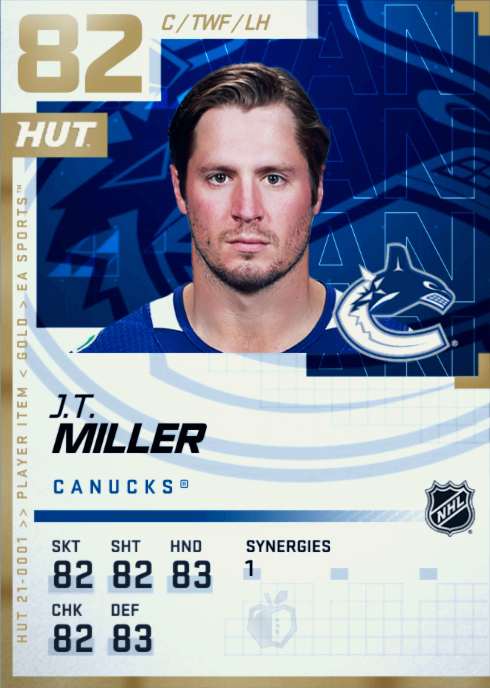 82
C / TWF / LH
VAN
VAN
VAN
VAN
HUT
HUT 21-0001 >> PLAYER ITEM < GOLD > EA SPORTS™
J.T.
MILLER
CANUCKS®
NHL
SKT SHT HND SYNERGIES
82 82 83 1
CHK DEF
82 83